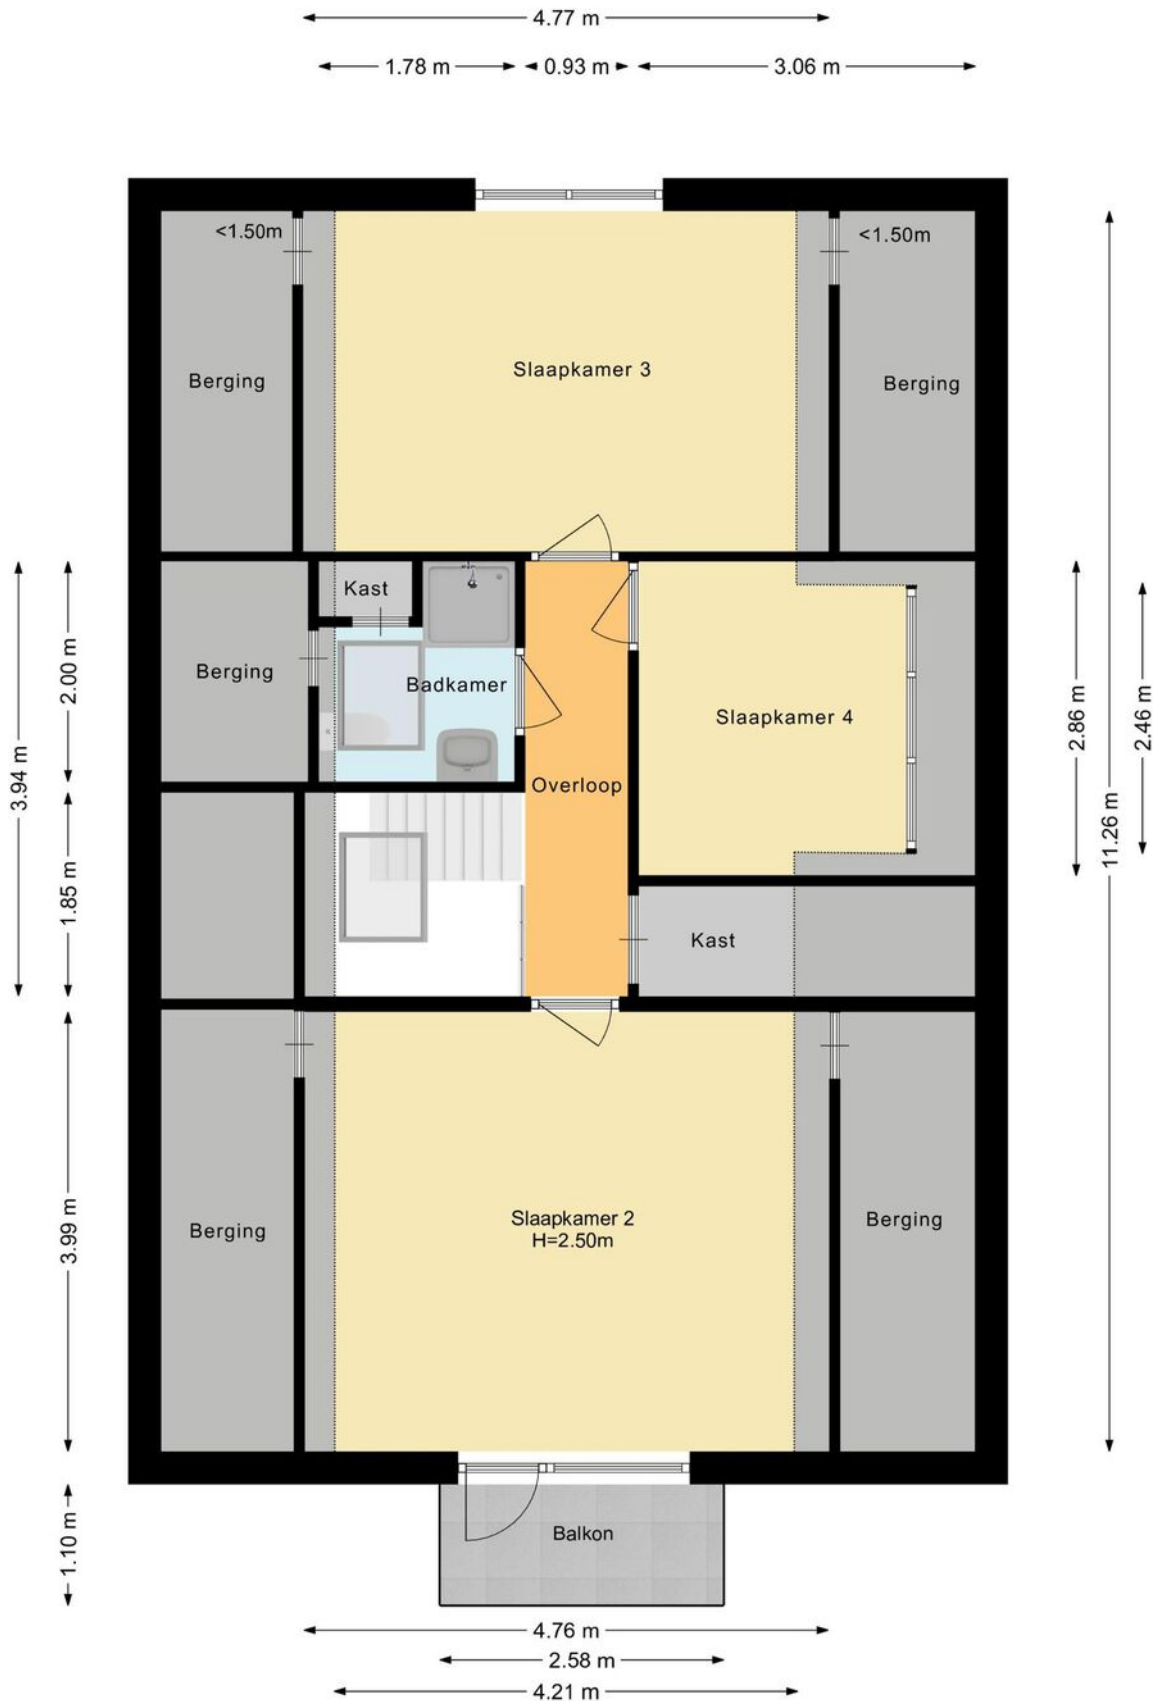 4.77 m
1.78 m
0.93 m
3.06 m
<1.50m
<1.50m
Slaapkamer 3
Berging
Berging
Kast
Berging
Badkamer
Slaapkamer 4
Overloop
Kast
2.00 m
3.94 m
1.85 m
2.86 m
2.46 m
11.26 m
Slaapkamer 2
H=2.50m
Berging
Berging
3.99 m
Balkon
1.10 m
4.76 m
2.58 m
4.21 m